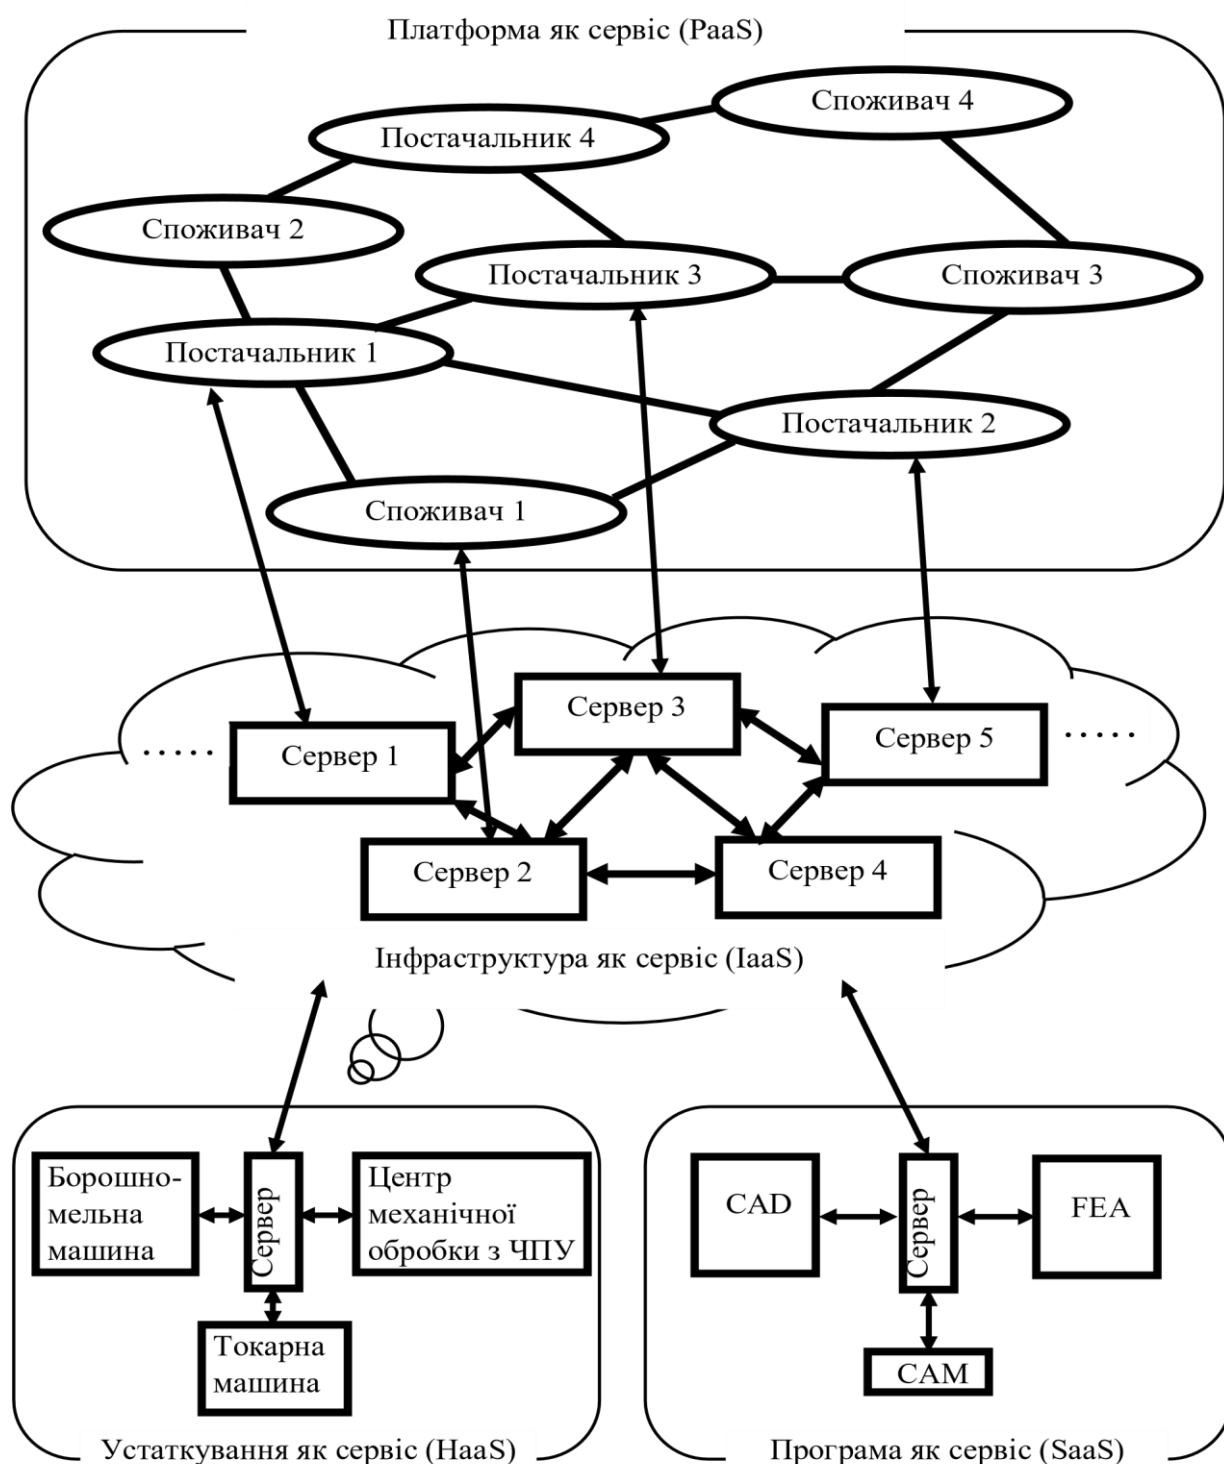 Платформа як сервіс (PaaS)
Споживач 4
Постачальник 4
Споживач 2
Постачальник 3
Споживач 3
Постачальник 1
Постачальник 2
Споживач 1
Сервер 3
Сервер 5
.....
Сервер 1
.....
Сервер 2
Сервер 4
Інфраструктура як сервіс (IaaS)
Борошно-
мельна
машина
Сервер
Центр
механічної
обробки з ЧПУ
Токарна
машина
Устаткування як сервіс (HaaS)
CAD
Сервер
FEA
CAM
Програма як сервіс (SaaS)